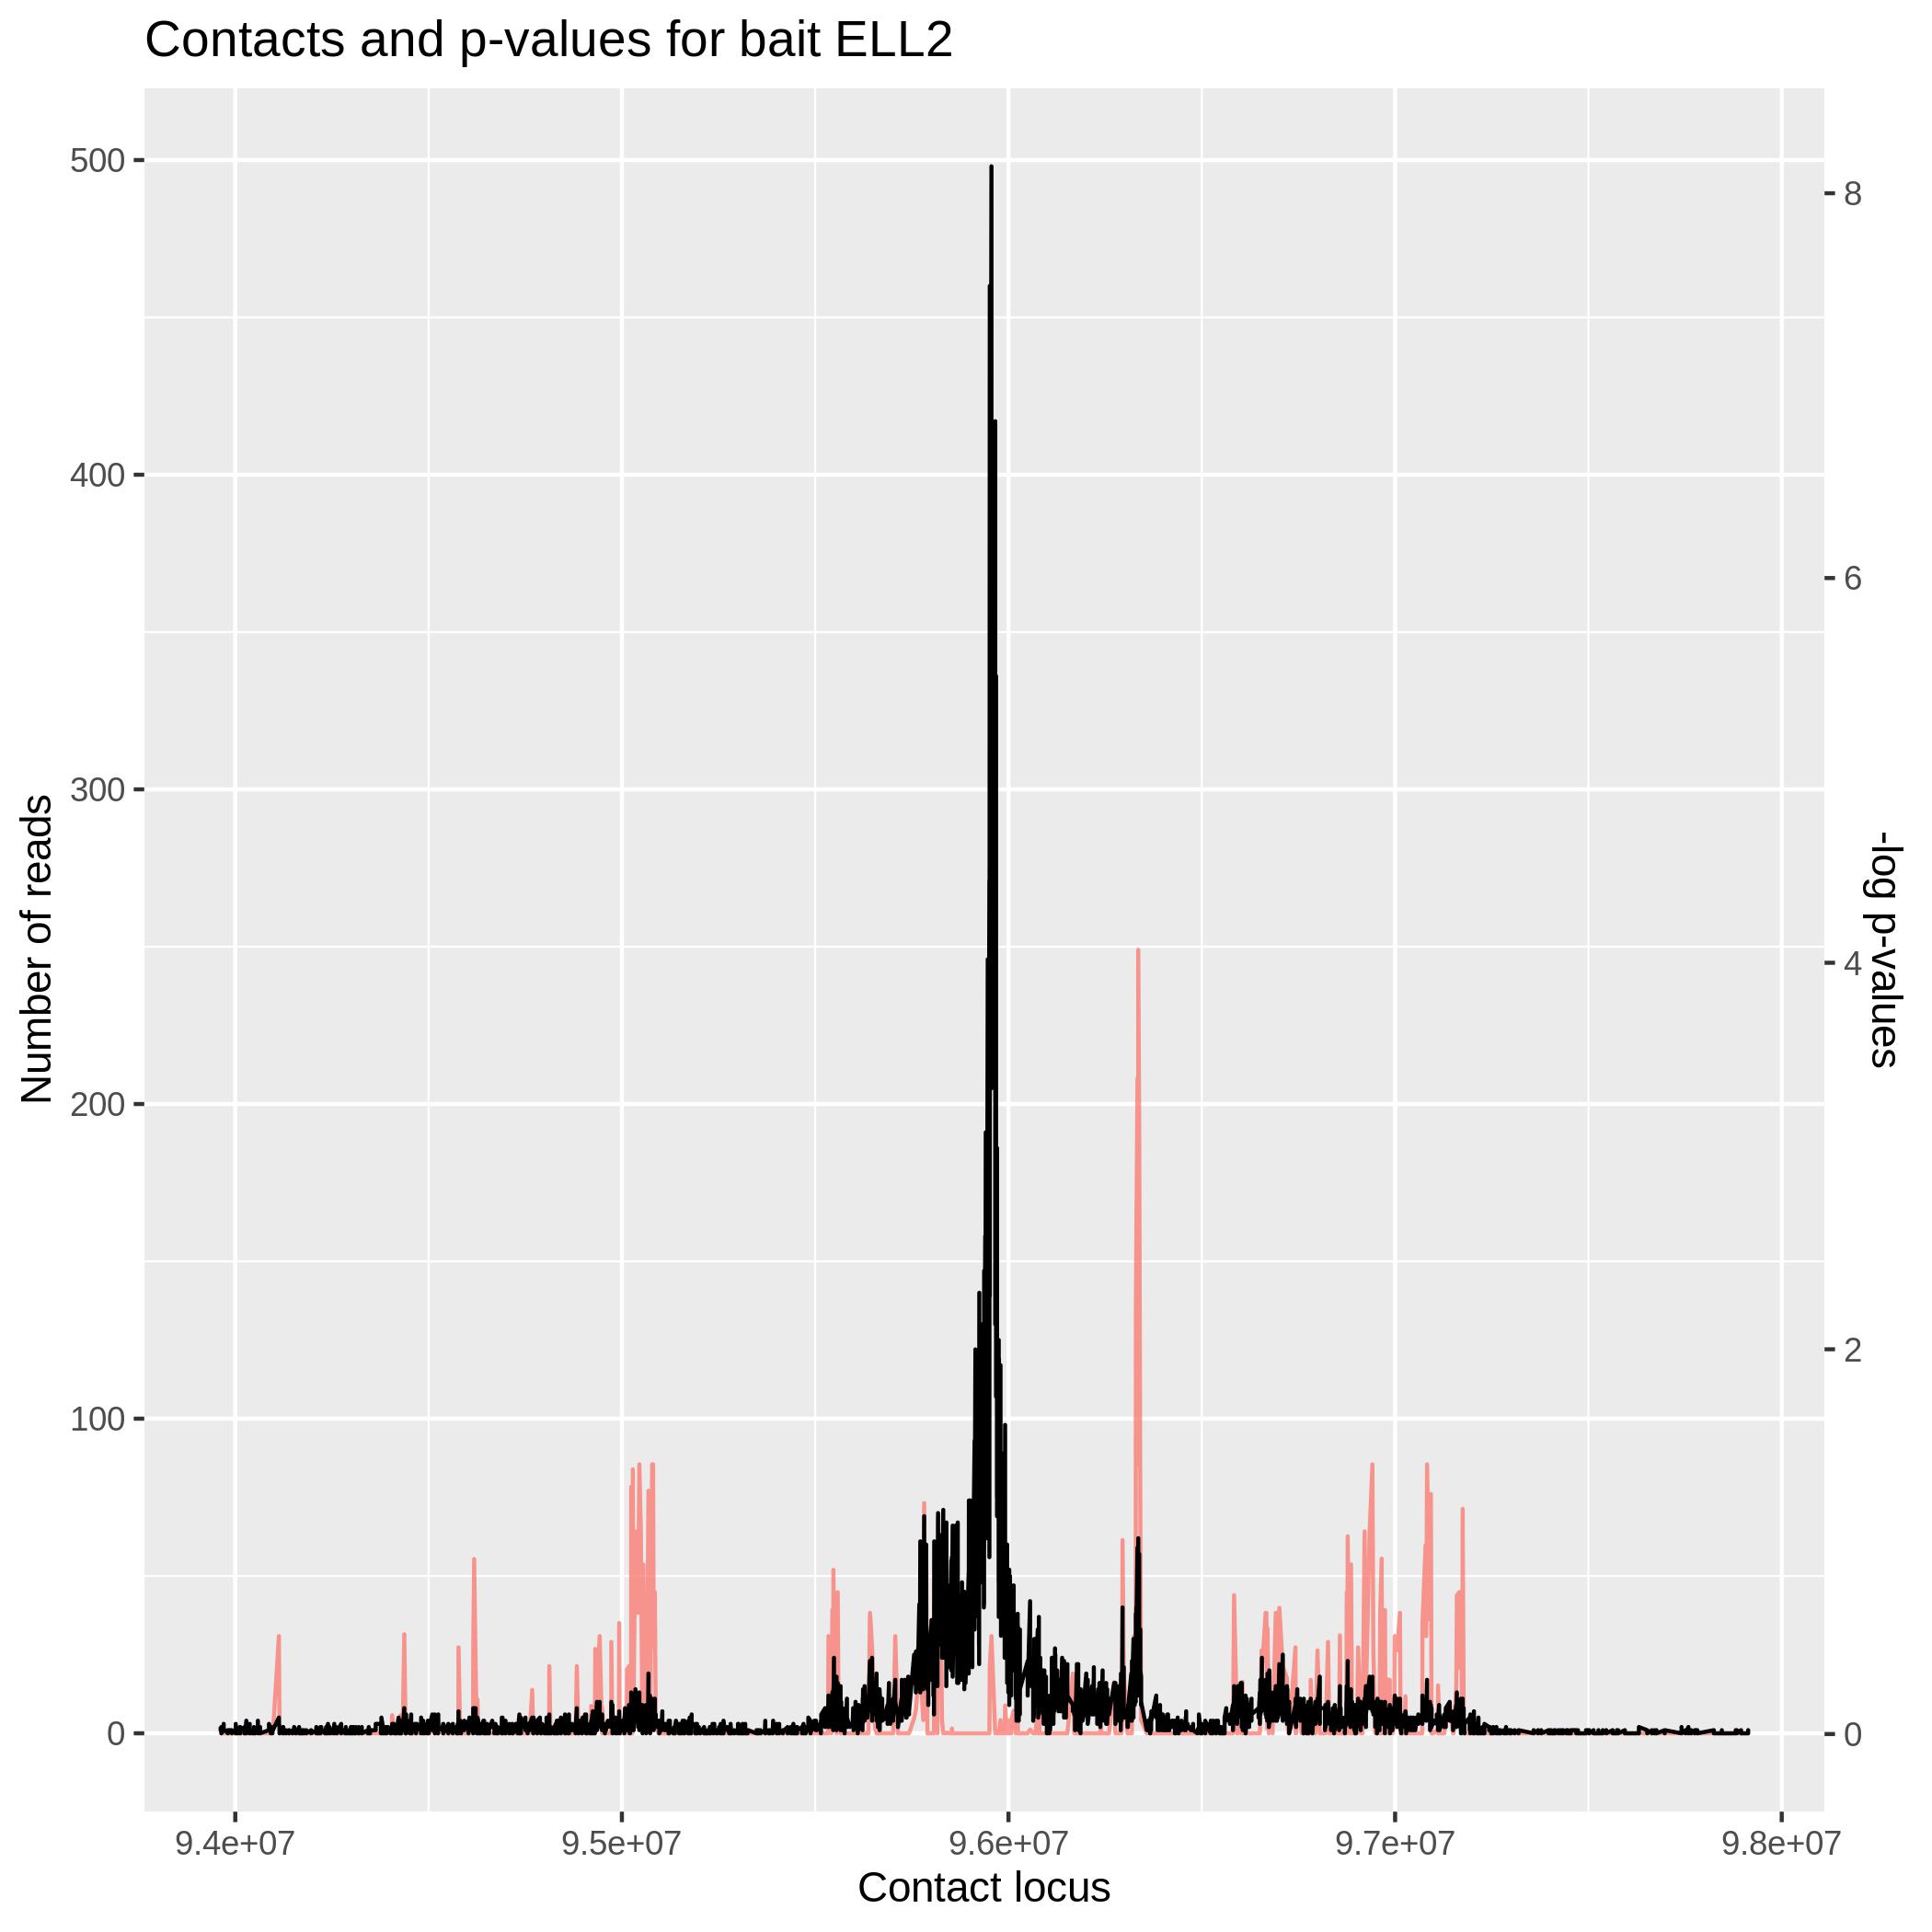 Contacts and p-values for bait ELL2
500
400
300
200
100
0
Number of reads
8
6
4
2
0
-log p-values
9.4e+07
9.5e+07
9.6e+07
9.7e+07
9.8e+07
Contact locus